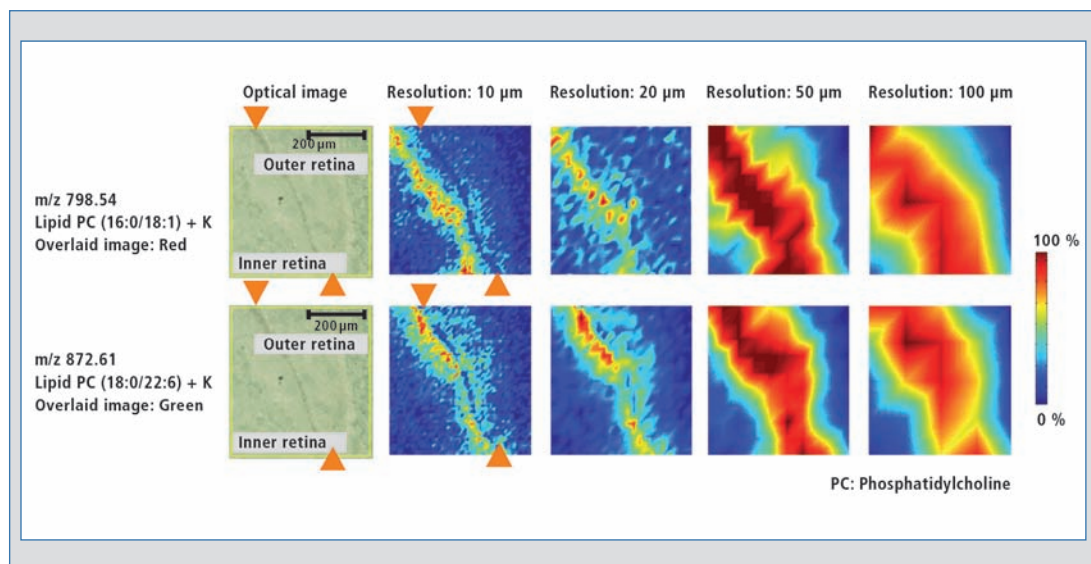 Optical image
Resolution: 10 µm
Resolution: 20 µm
Resolution: 50 µm
Resolution: 100 µm
m/z 798.54
Lipid PC (16:0/18:1) + K
Overlaid image: Red
200 µm
Outer retina
Inner retina
m/z 872.61
Lipid PC (18:0/22:6) + K
Overlaid image: Green
200 µm
Outer retina
Inner retina
100 %
0 %
PC: Phosphatidylcholine